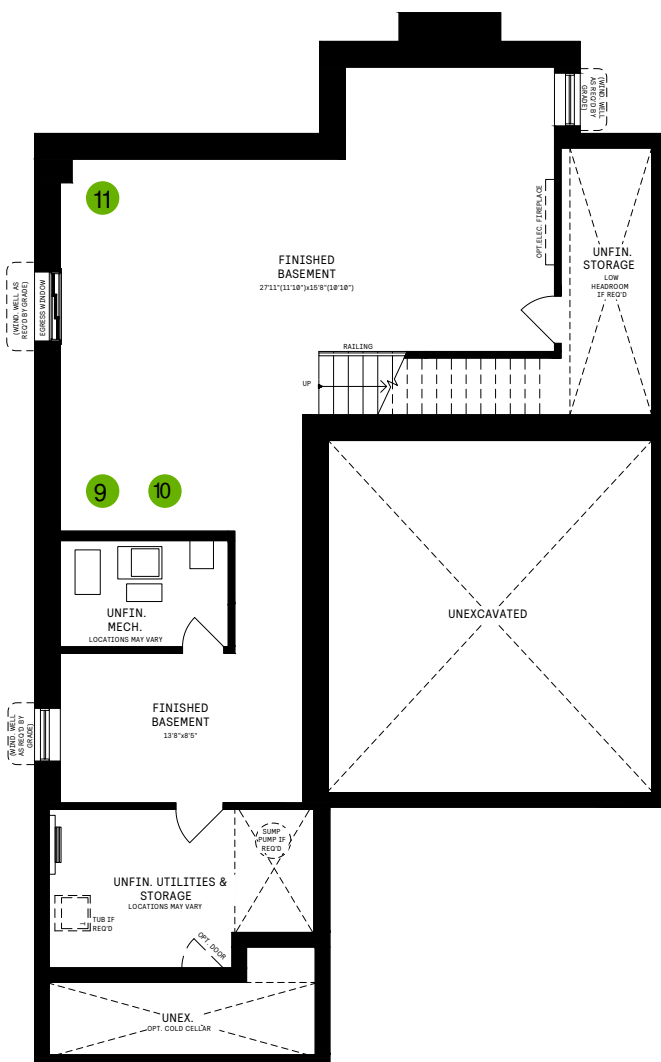 (WIND. WELL
AS REQ'D BY
GRADE)
11
OPT.ELEC. FIREPLACE
UNFIN.
STORAGE
LOW
HEADROOM
IF REQ'D
FINISHED
BASEMENT
27'11"(11'10")x15'8"(10'10")
(WIND. WELL AS
REQ'D BY GRADE)
EGRESS WINDOW
RAILING
UP
9
10
UNFIN.
MECH.
LOCATIONS MAY VARY
UNEXCAVATED
FINISHED
BASEMENT
13'8"x8'5"
(WIND. WELL
AS REQ'D BY
GRADE)
SUMP
PUMP IF
REQ'D
UNFIN. UTILITIES &
STORAGE
LOCATIONS MAY VARY
TUB IF
REQ'D
OPT. DOOR
UNEX.
OPT. COLD CELLAR